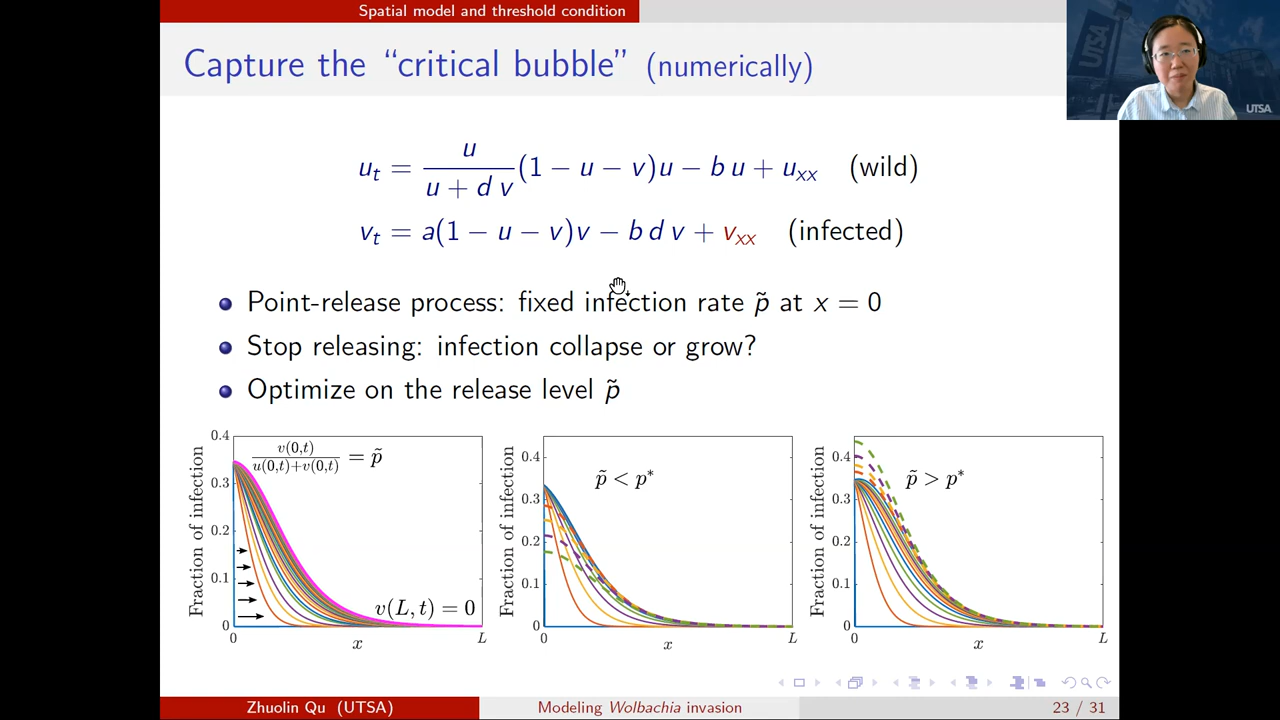 Spatial model and threshold condition
Capture the “critical bubble” (numerically)
u_t = u/(u + d v) (1 − u − v)u − b u + u_xx (wild)
v_t = a(1 − u − v)v − b d v + v_xx (infected)
Point-release process: fixed infection rate p̃ at x = 0
Stop releasing: infection collapse or grow?
Optimize on the release level p̃
Fraction of infection
0.4
0.3
0.2
0.1
0
v(0,t)/(u(0,t)+v(0,t)) = p̃
v(L, t) = 0
0
x
L
Fraction of infection
0.4
0.3
0.2
0.1
0
p̃ < p*
0
x
L
Fraction of infection
0.4
0.3
0.2
0.1
0
p̃ > p*
0
x
L
Zhuolin Qu (UTSA)
Modeling Wolbachia invasion
23 / 31
UTSA
UTSA